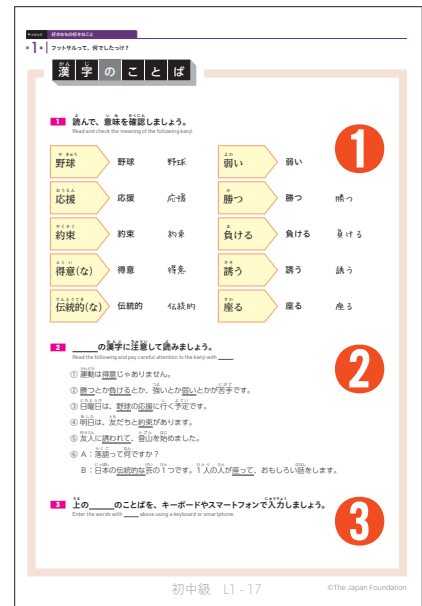 トピック 好きなもの好きなこと
1 フットサルって、何でしたっけ?
漢字のことば
1 読んで、意味を確認しましょう。
Read and check the meaning of the following kanji.
野球 野球 野球 弱い 弱い
応援 応援 応援 勝つ 勝つ 勝つ
約束 約束 約束 負ける 負ける 負ける
得意(な) 得意 得意 誘う 誘う 誘う
伝統的(な) 伝統的 伝統的 座る 座る 座る
1
2 ____の漢字に注意して読みましょう。
Read the following and pay careful attention to the kanji with ____
① 運動は得意じゃありません。
② 勝つとか負けるとか、強いとか弱いとかが苦手です。
③ 日曜日は、野球の応援に行く予定です。
④ 明日は、友だちと約束があります。
⑤ 友人に誘われて、登山を始めました。
⑥ A:落語って何ですか?
B:日本の伝統的な芸の1つです。1人の人が座って、おもしろい話をします。
2
3 上の____のことばを、キーボードやスマートフォンで入力しましょう。
Enter the words with ____ above using a keyboard or smartphone.
3
初中級 L1 - 17
©The Japan Foundation